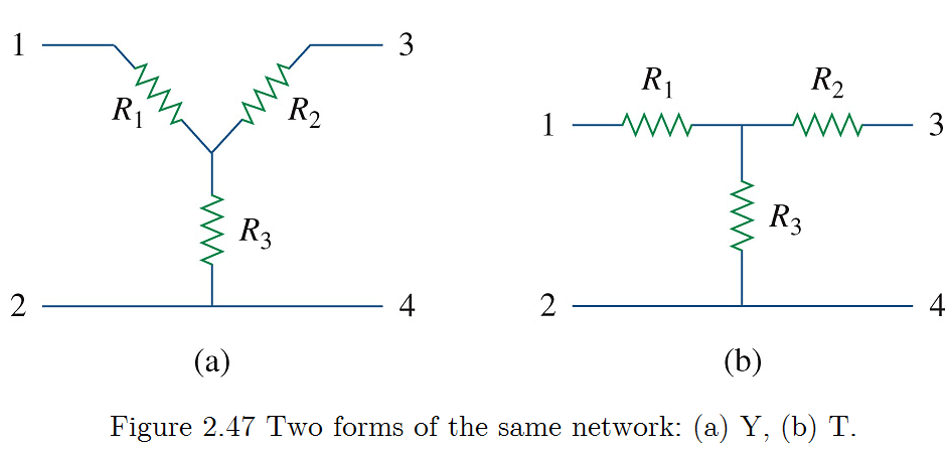 1
3
R1
R2
R3
2
4
(a)
R1
R2
1
3
R3
2
4
(b)
Figure 2.47 Two forms of the same network: (a) Y, (b) T.